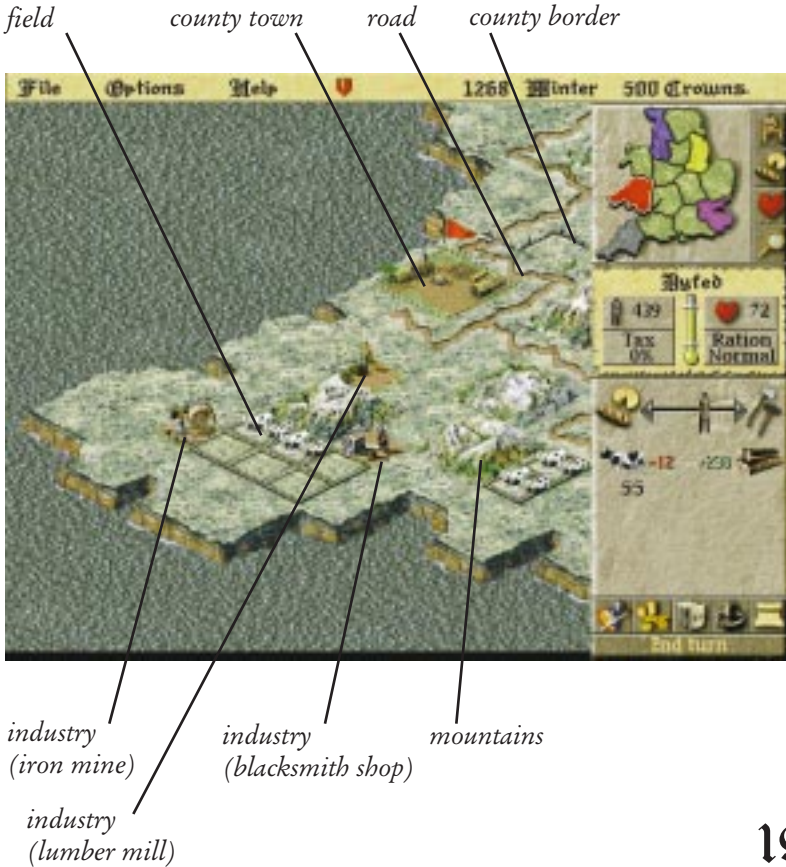 field county town road county border
File Options Help 1268 Winter 500 Crowns
Dyfed
439 72
Tax Ration
0% Normal
-12 +230
55
End turn
industry industry mountains
(iron mine) (blacksmith shop)
industry
(lumber mill)